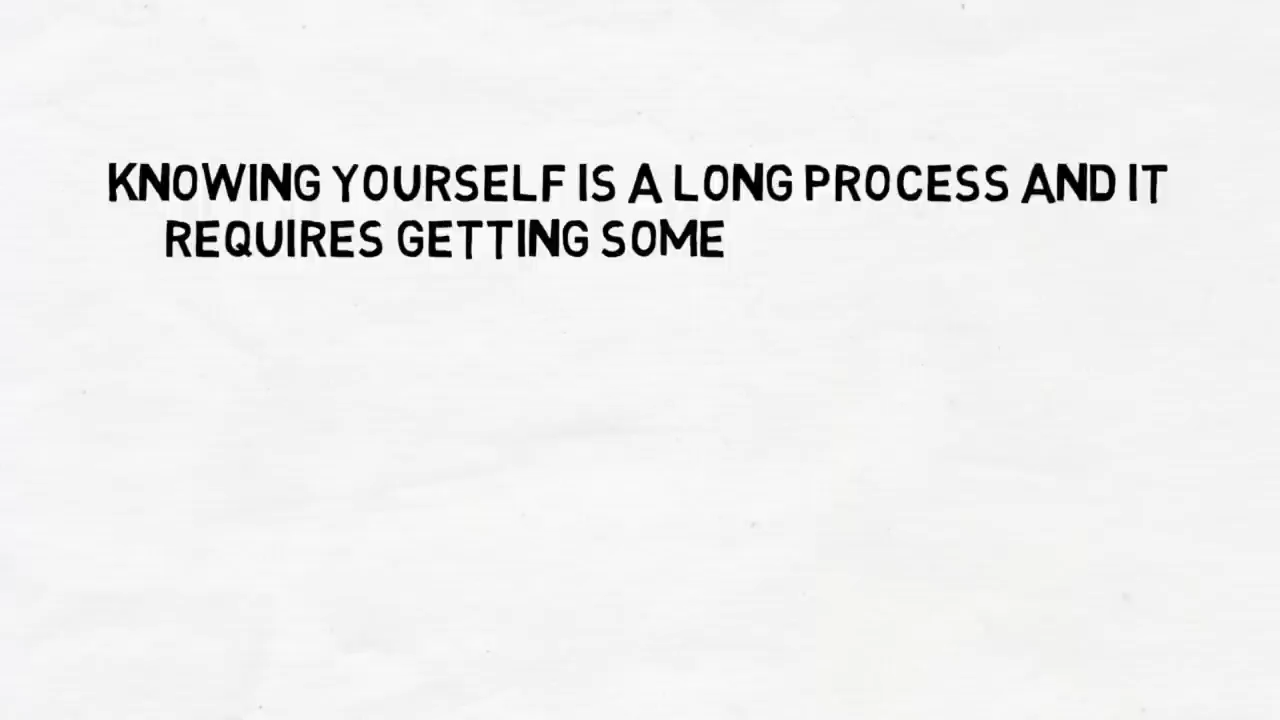 KNOWING YOURSELF IS A LONG PROCESS AND IT
REQUIRES GETTING SOME